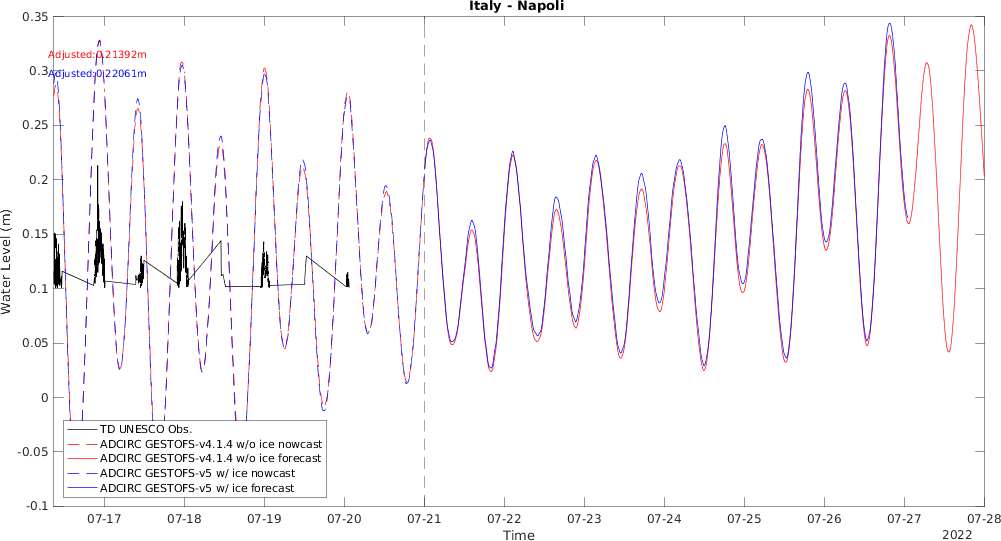 Italy - Napoli
0.35
0.3
0.25
0.2
0.15
0.1
0.05
0
-0.05
-0.1
Water Level (m)
Adjusted:0.21392m
Adjusted:0.22061m
TD UNESCO Obs.
ADCIRC GESTOFS-v4.1.4 w/o ice nowcast
ADCIRC GESTOFS-v4.1.4 w/o ice forecast
ADCIRC GESTOFS-v5 w/ ice nowcast
ADCIRC GESTOFS-v5 w/ ice forecast
07-17 07-18 07-19 07-20 07-21 07-22 07-23 07-24 07-25 07-26 07-27 07-28
Time
2022